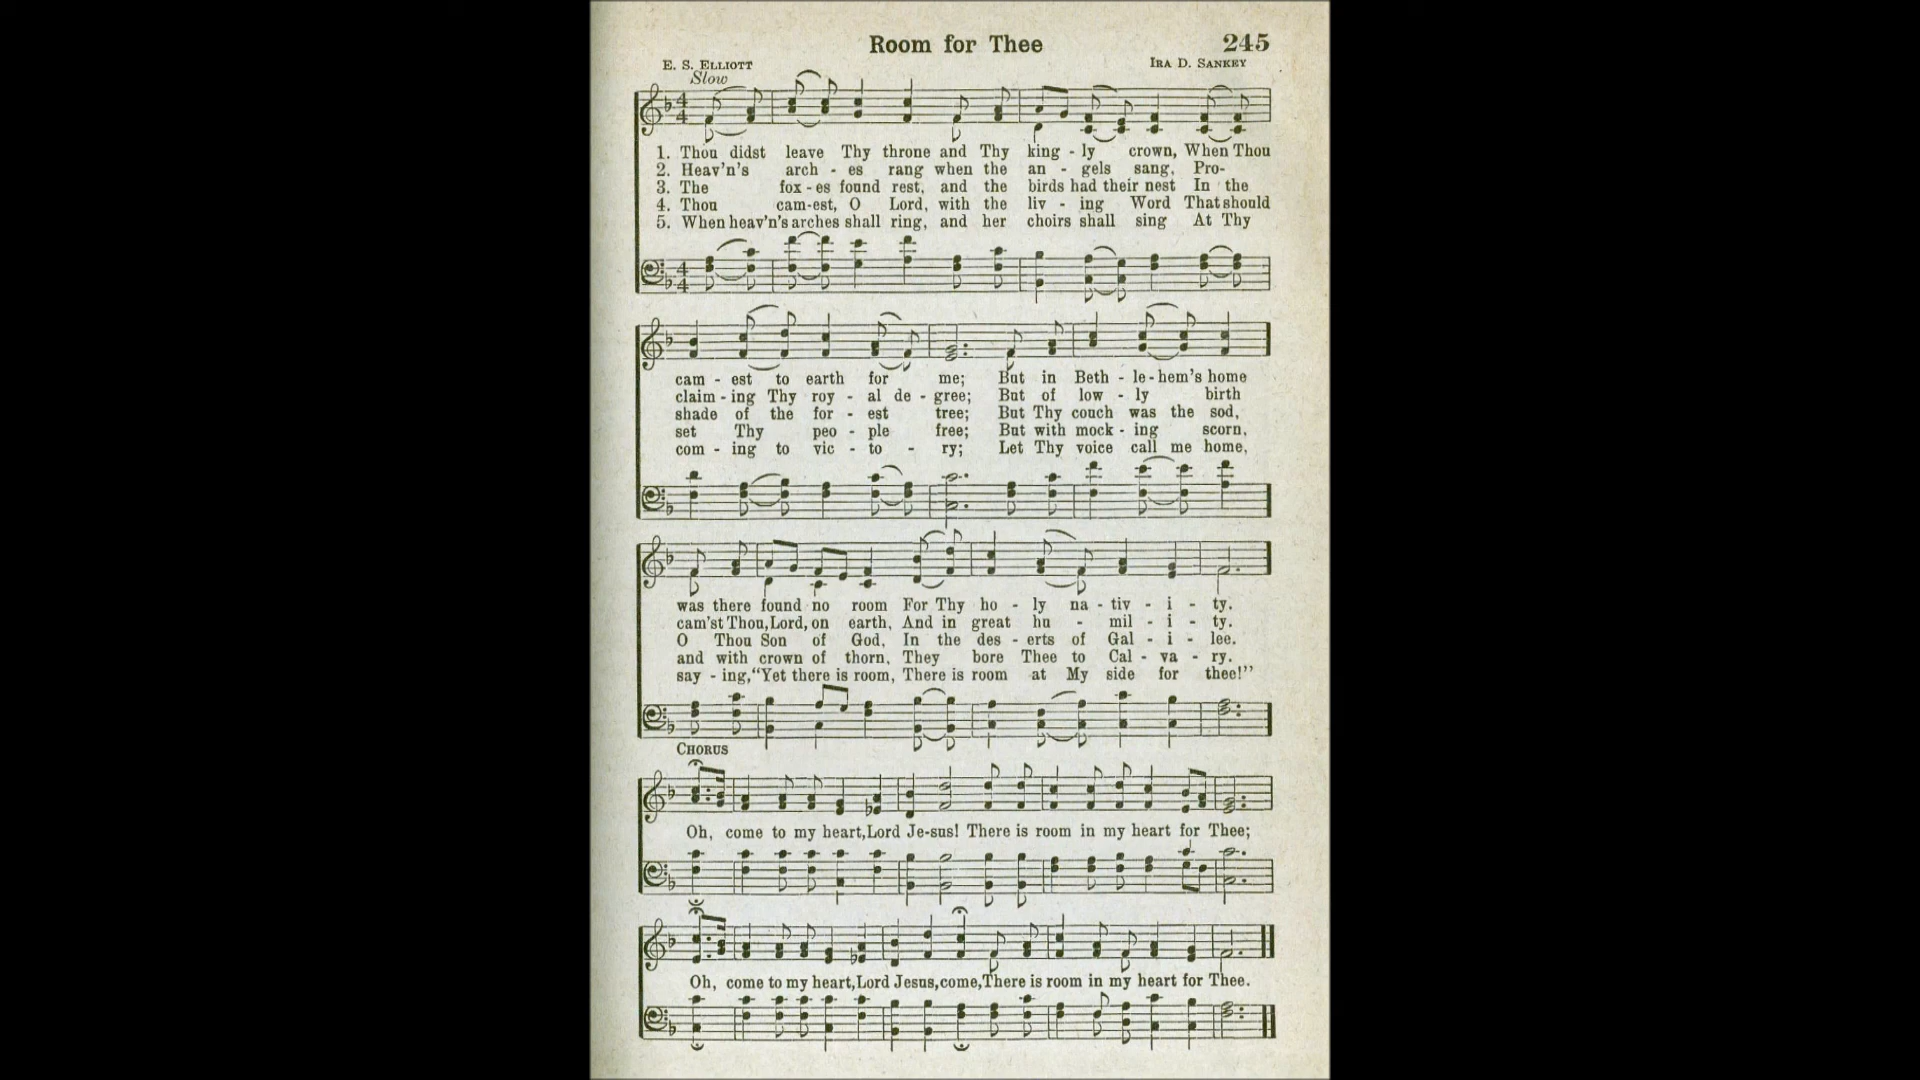 Room for Thee 245
E. S. ELLIOTT IRA D. SANKEY
Slow
1. Thou didst leave Thy throne and Thy king - ly crown, When Thou
2. Heav'n's arch - es rang when the an - gels sang, Pro-
3. The fox - es found rest, and the birds had their nest In the
4. Thou cam-est, O Lord, with the liv - ing Word That should
5. When heav'n's arches shall ring, and her choirs shall sing At Thy
cam - est to earth for me; But in Beth - le - hem's home
claim - ing Thy roy - al de - gree; But of low - ly birth
shade of the for - est tree; But Thy couch was the sod,
set Thy peo - ple free; But with mock - ing scorn,
com - ing to vic - to - ry; Let Thy voice call me home,
was there found no room For Thy ho - ly na - tiv - i - ty.
cam'st Thou, Lord, on earth, And in great hu - mil - i - ty.
O Thou Son of God, In the des - erts of Gal - i - lee.
and with crown of thorn, They bore Thee to Cal - va - ry.
say - ing, “Yet there is room, There is room at My side for thee!”
CHORUS
Oh, come to my heart, Lord Je-sus! There is room in my heart for Thee;
Oh, come to my heart, Lord Jesus, come, There is room in my heart for Thee.